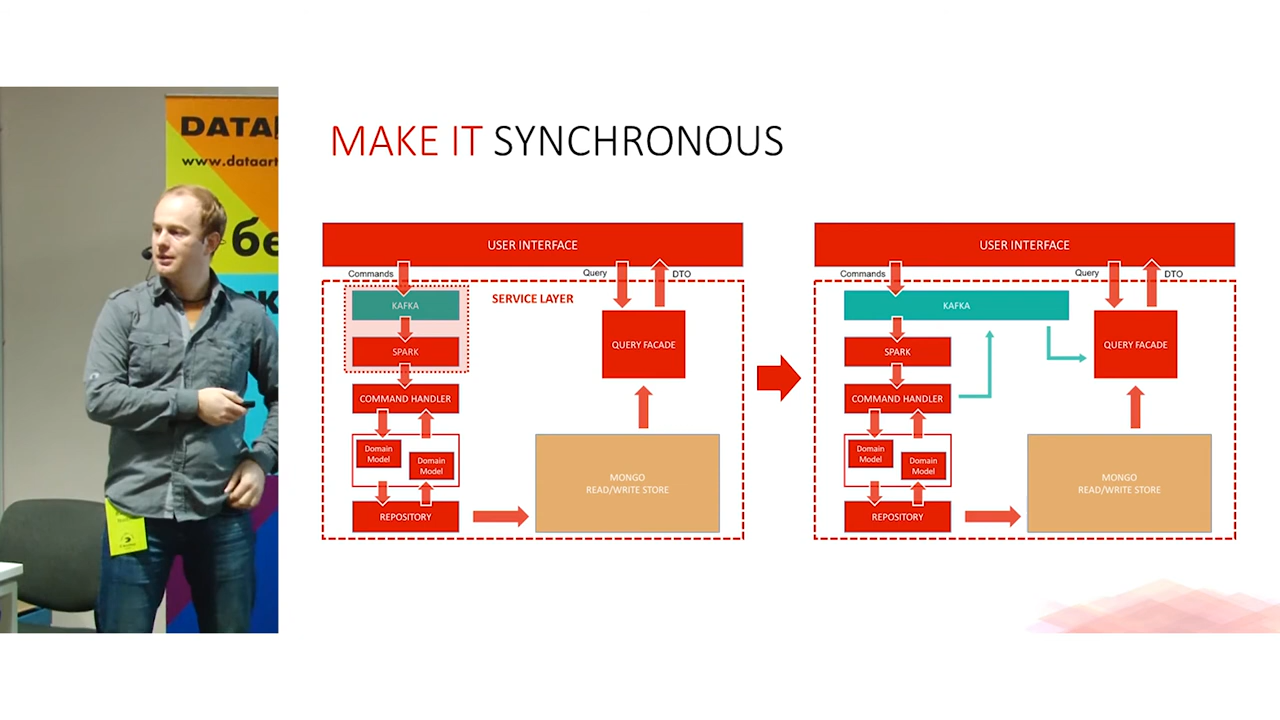 DATA
www.dataart
бе
MAKE IT SYNCHRONOUS
USER INTERFACE
Commands
Query
DTO
KAFKA
SERVICE LAYER
SPARK
QUERY FACADE
COMMAND HANDLER
Domain
Model
Domain
Model
MONGO
READ/WRITE STORE
REPOSITORY
USER INTERFACE
Commands
Query
DTO
KAFKA
SPARK
QUERY FACADE
COMMAND HANDLER
Domain
Model
Domain
Model
MONGO
READ/WRITE STORE
REPOSITORY